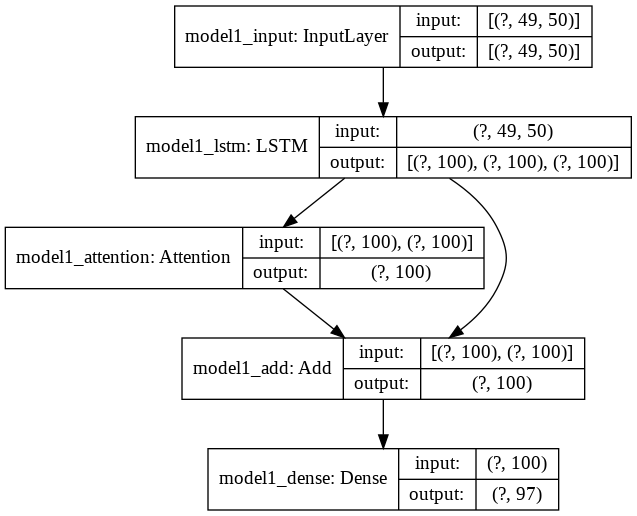 model1_input: InputLayer
input: [(?, 49, 50)]
output: [(?, 49, 50)]
model1_lstm: LSTM
input: (?, 49, 50)
output: [(?, 100), (?, 100), (?, 100)]
model1_attention: Attention
input: [(?, 100), (?, 100)]
output: (?, 100)
model1_add: Add
input: [(?, 100), (?, 100)]
output: (?, 100)
model1_dense: Dense
input: (?, 100)
output: (?, 97)